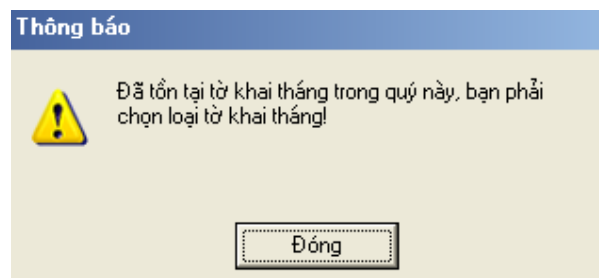 Thông báo
Đã tồn tại tờ khai tháng trong quý này, bạn phải
chọn loại tờ khai tháng!
Đóng